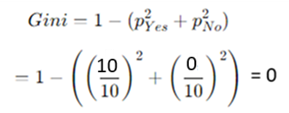 Gini = 1 − (p²_Yes + p²_No)
= 1 − ((10/10)² + (0/10)²) = 0